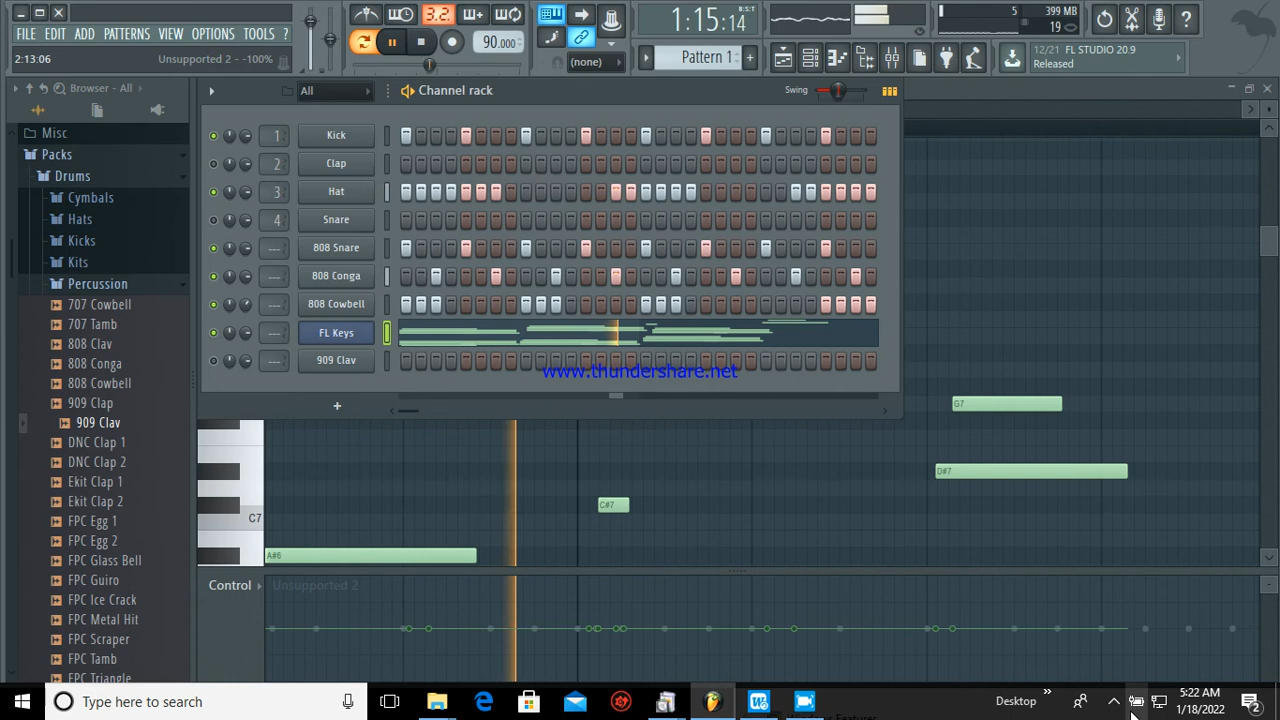 3.2.
1:15:14
B:S:T
5
399 MB
19
FILE EDIT ADD PATTERNS VIEW OPTIONS TOOLS ?
90.000
12/21 FL STUDIO 20.9
Released
2:13:06
Unsupported 2 - -100%
(none)
Pattern 1
Browser - All
All
Channel rack
Swing
Misc
Packs
Drums
Cymbals
Hats
Kicks
Kits
Percussion
707 Cowbell
707 Tamb
808 Clav
808 Conga
808 Cowbell
909 Clap
909 Clav
DNC Clap 1
DNC Clap 2
Ekit Clap 1
Ekit Clap 2
FPC Egg 1
FPC Egg 2
FPC Glass Bell
FPC Guiro
FPC Ice Crack
FPC Metal Hit
FPC Scraper
FPC Tamb
FPC Triangle
1 Kick
2 Clap
3 Hat
4 Snare
--- 808 Snare
--- 808 Conga
--- 808 Cowbell
--- FL Keys
--- 909 Clav
www.thundershare.net
+
G7
D#7
C#7
C7
A#6
Control
Unsupported 2
Type here to search
Desktop
5:22 AM
1/18/2022
2